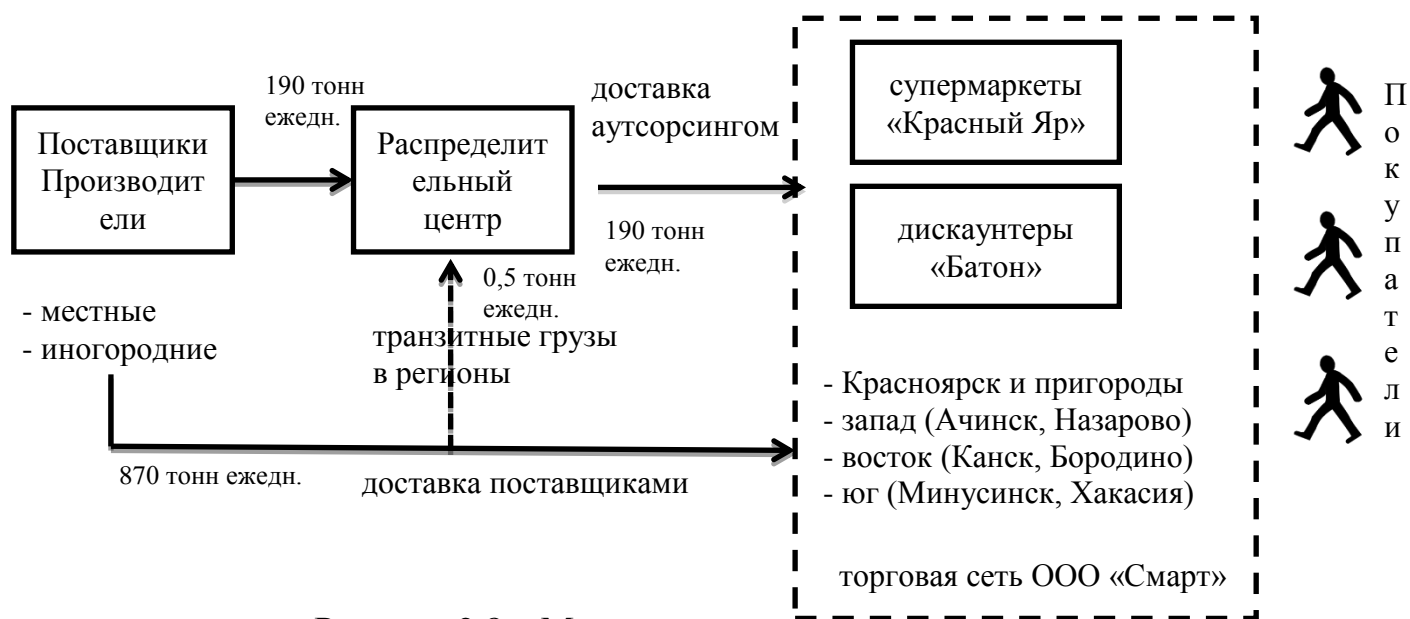 190 тонн
ежедн.
Поставщики
Производит
ели
Распределит
ельный
центр
доставка
аутсорсингом
190 тонн
ежедн.
0,5 тонн
ежедн.
транзитные грузы
в регионы
- местные
- иногородние
870 тонн ежедн.
доставка поставщиками
супермаркеты
«Красный Яр»
дискаунтеры
«Батон»
- Красноярск и пригороды
- запад (Ачинск, Назарово)
- восток (Канск, Бородино)
- юг (Минусинск, Хакасия)
торговая сеть ООО «Смарт»
П
о
к
у
п
а
т
е
л
и